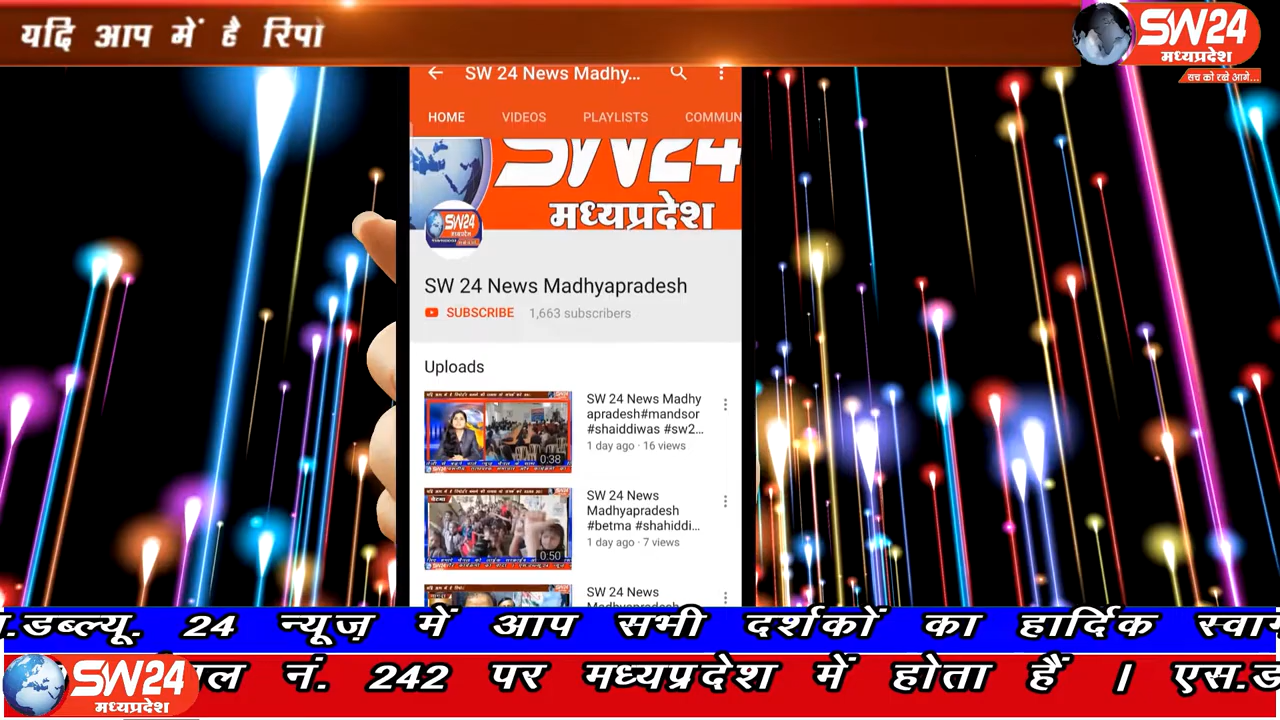 यदि आप में है रिपो
SW24
मध्यप्रदेश
सच को रखे आगे...
SW 24 News Madhy...
HOME VIDEOS PLAYLISTS COMMUN
SW24
मध्यप्रदेश
SW24
SW 24 News Madhyapradesh
SUBSCRIBE 1,663 subscribers
Uploads
SW 24 News Madhy
apradesh#mandsor
#shaiddiwas #sw2...
1 day ago · 16 views
0:38
SW 24 News
Madhyapradesh
#betma #shahiddi...
1 day ago · 7 views
0:50
SW 24 News
Madhyapradesh
.डब्ल्यू. 24 न्यूज़ में आप सभी दर्शकों का हार्दिक स्वाग
ल नं. 242 पर मध्यप्रदेश में होता हैं । एस.ड
SW24
मध्यप्रदेश